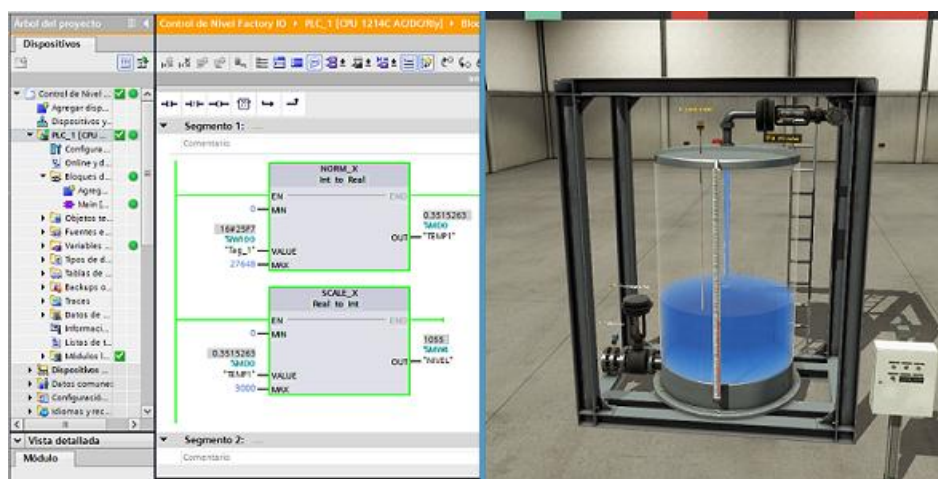 Árbol del proyecto
Control de Nivel Factory IO ▸ PLC_1 [CPU 1214C AC/DC/Rly] ▸ Bloq
Dispositivos
Control de Nivel ...
Agregar disp...
Dispositivos y...
PLC_1 [CPU ...
Configura...
Online y d...
Bloques d...
Agreg...
Main [...
Objetos te...
Fuentes e...
Variables ...
Tipos de d...
Tablas de ...
Backups o...
Traces
Datos de ...
Informaci...
Listas de t...
Módulos l...
Dispositivos ...
Datos comunes
Configuració...
Idiomas y rec...
Vista detallada
Módulo
Segmento 1: ....
Comentario
NORM_X
Int to Real
EN
ENO
0 MIN
0.3515263
%MD0
OUT "TEMP1"
16#25F7
"Tag_1" VALUE
27648 MAX
SCALE_X
Real to Int
EN
ENO
0 MIN
1055
OUT "NIVEL"
0.3515263
%MD0
"TEMP1" VALUE
3000 MAX
Segmento 2: ....
Comentario